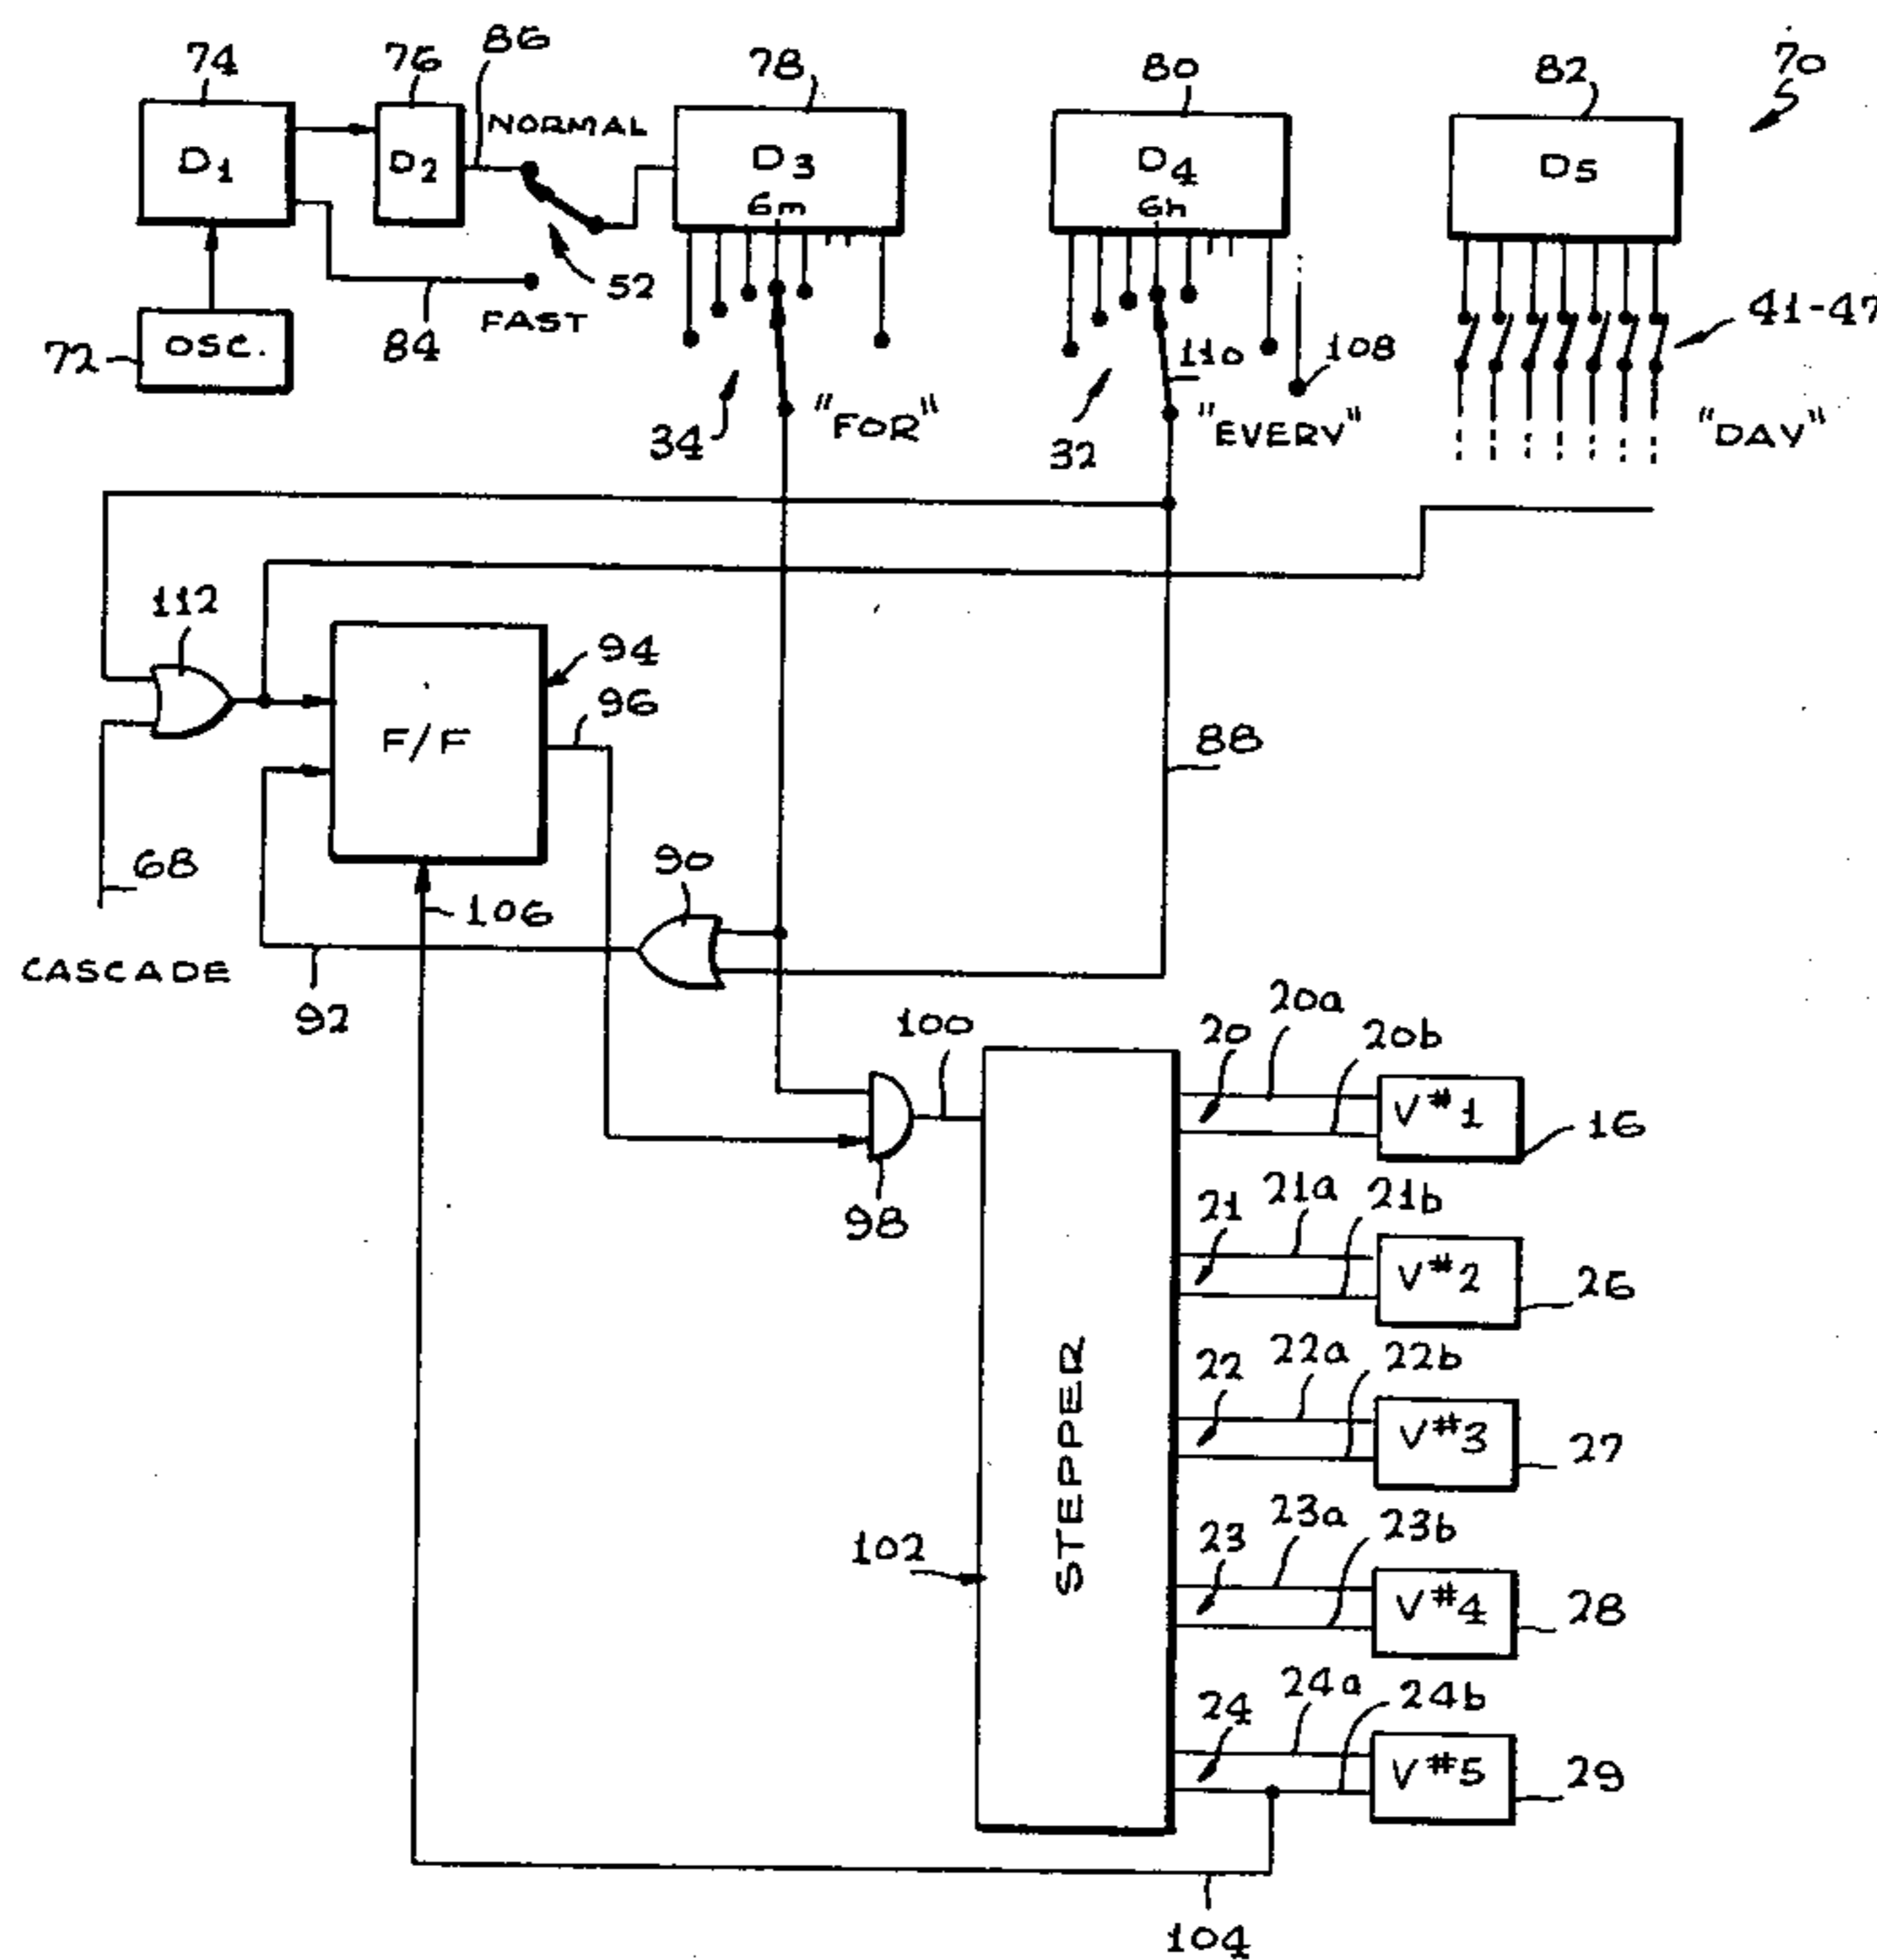 74
76
86
78
80
82
70
D1
D2
NORMAL
D3
6m
D4
6h
D5
52
FAST
OSC.
72
84
34
"FOR"
32
110
"EVERY"
108
41-47
"DAY"
112
F/F
94
96
88
68
CASCADE
106
92
90
98
100
STEPPER
102
20
20a
20b
V#1
16
21
21a
21b
V#2
26
22
22a
22b
V#3
27
23
23a
23b
V#4
28
24
24a
24b
V#5
29
104